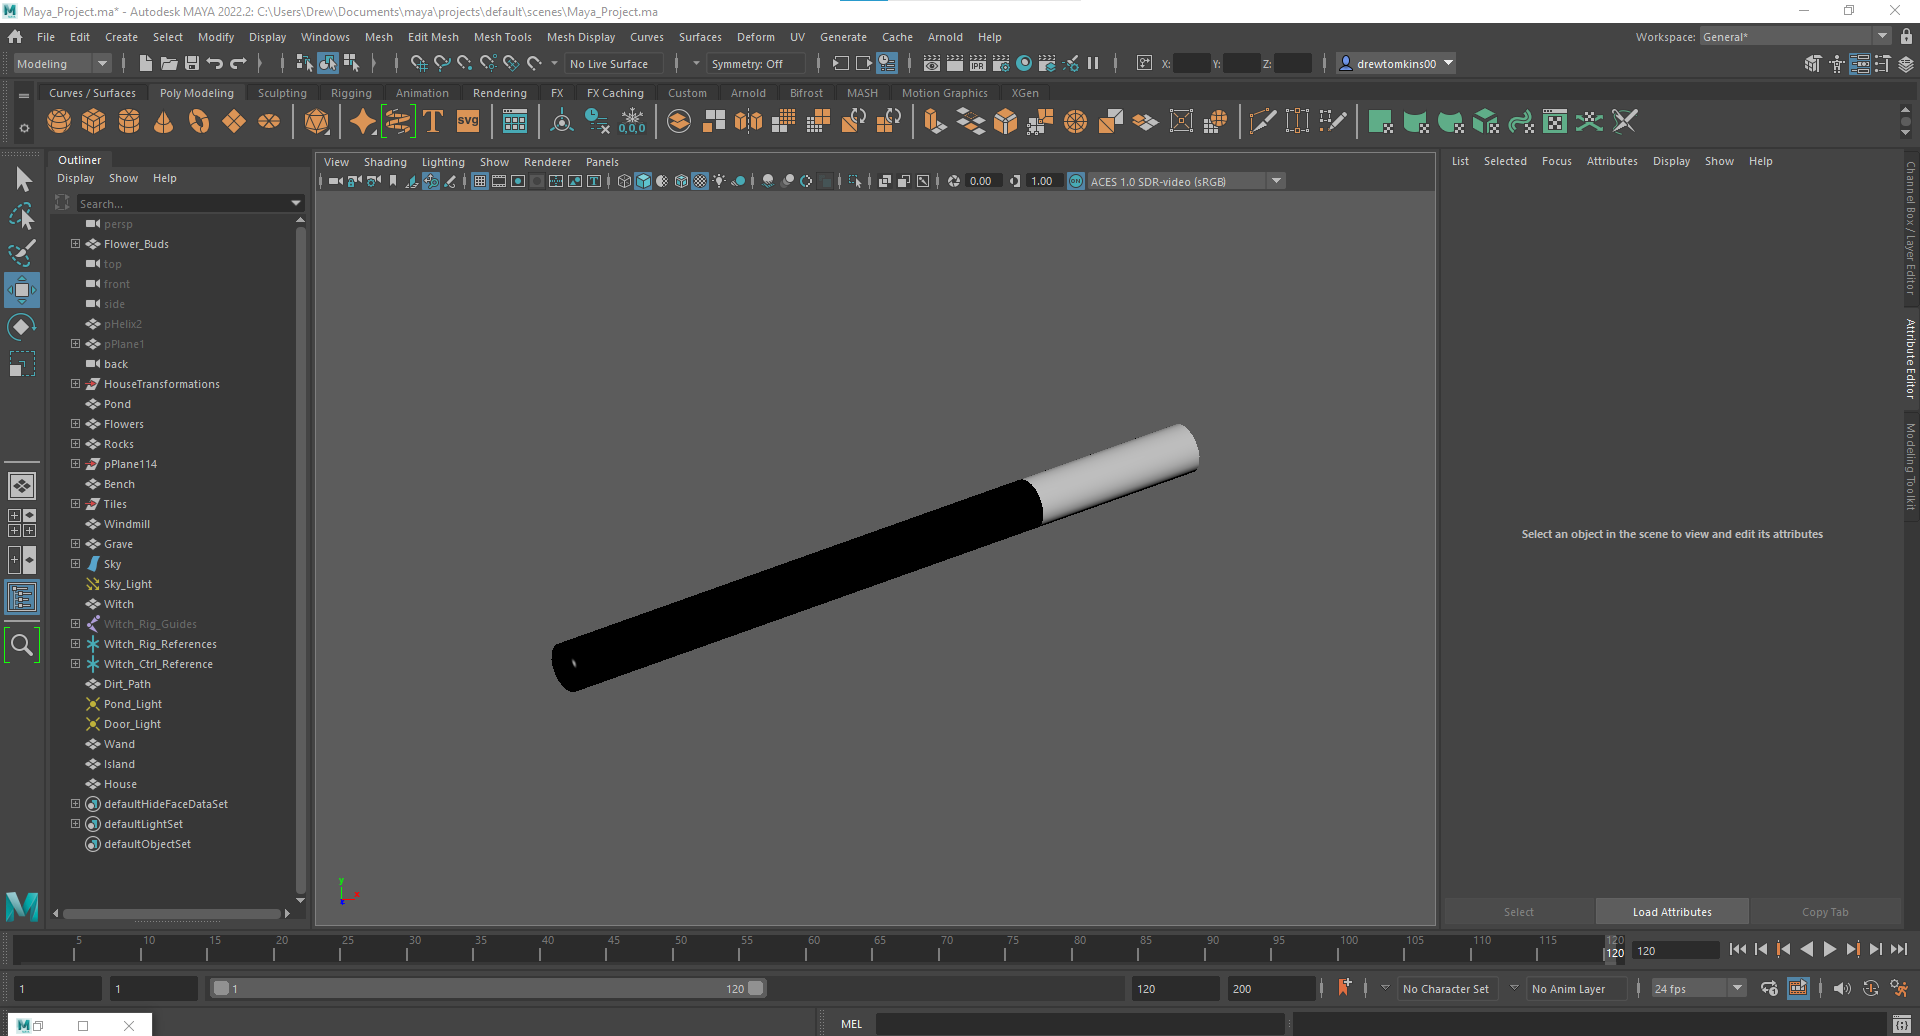 Maya_Project.ma* - Autodesk MAYA 2022.2: C:\Users\Drew\Documents\maya\projects\default\scenes\Maya_Project.ma
File Edit Create Select Modify Display Windows Mesh Edit Mesh Mesh Tools Mesh Display Curves Surfaces Deform UV Generate Cache Arnold Help Workspace: General*
Modeling No Live Surface Symmetry: Off IPR X: Y: Z: drewtomkins00
Curves / Surfaces Poly Modeling Sculpting Rigging Animation Rendering FX FX Caching Custom Arnold Bifrost MASH Motion Graphics XGen
T svg 0,0,0
Outliner
Display Show Help
Search...
persp
Flower_Buds
top
front
side
pHelix2
pPlane1
back
HouseTransformations
Pond
Flowers
Rocks
pPlane114
Bench
Tiles
Windmill
Grave
Sky
Sky_Light
Witch
Witch_Rig_Guides
Witch_Rig_References
Witch_Ctrl_Reference
Dirt_Path
Pond_Light
Door_Light
Wand
Island
House
defaultHideFaceDataSet
defaultLightSet
defaultObjectSet
View Shading Lighting Show Renderer Panels
0.00 1.00 ON ACES 1.0 SDR-video (sRGB)
y
x
z
List Selected Focus Attributes Display Show Help
Select an object in the scene to view and edit its attributes
Select Load Attributes Copy Tab
Channel Box / Layer Editor
Attribute Editor
Modeling Toolkit
5 10 15 20 25 30 35 40 45 50 55 60 65 70 75 80 85 90 95 100 105 110 115 120
120 120
1 1 1 120 120 200 No Character Set No Anim Layer 24 fps
M MEL